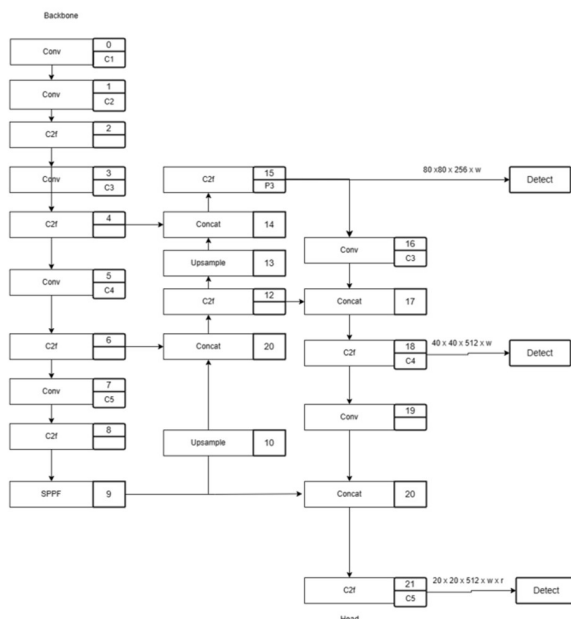 Backbone
Conv
0
C1
Conv
1
C2
C2f
2
Conv
3
C3
C2f
4
Conv
5
C4
C2f
6
Conv
7
C5
C2f
8
SPPF
9
C2f
15
P3
Concat
14
Upsample
13
C2f
12
Concat
20
Upsample
10
80 x80 x 256 x w
Detect
Conv
16
C3
Concat
17
C2f
18
C4
40 x 40 x 512 x w
Detect
Conv
19
Concat
20
C2f
21
C5
20 x 20 x 512 x w x r
Detect
Head